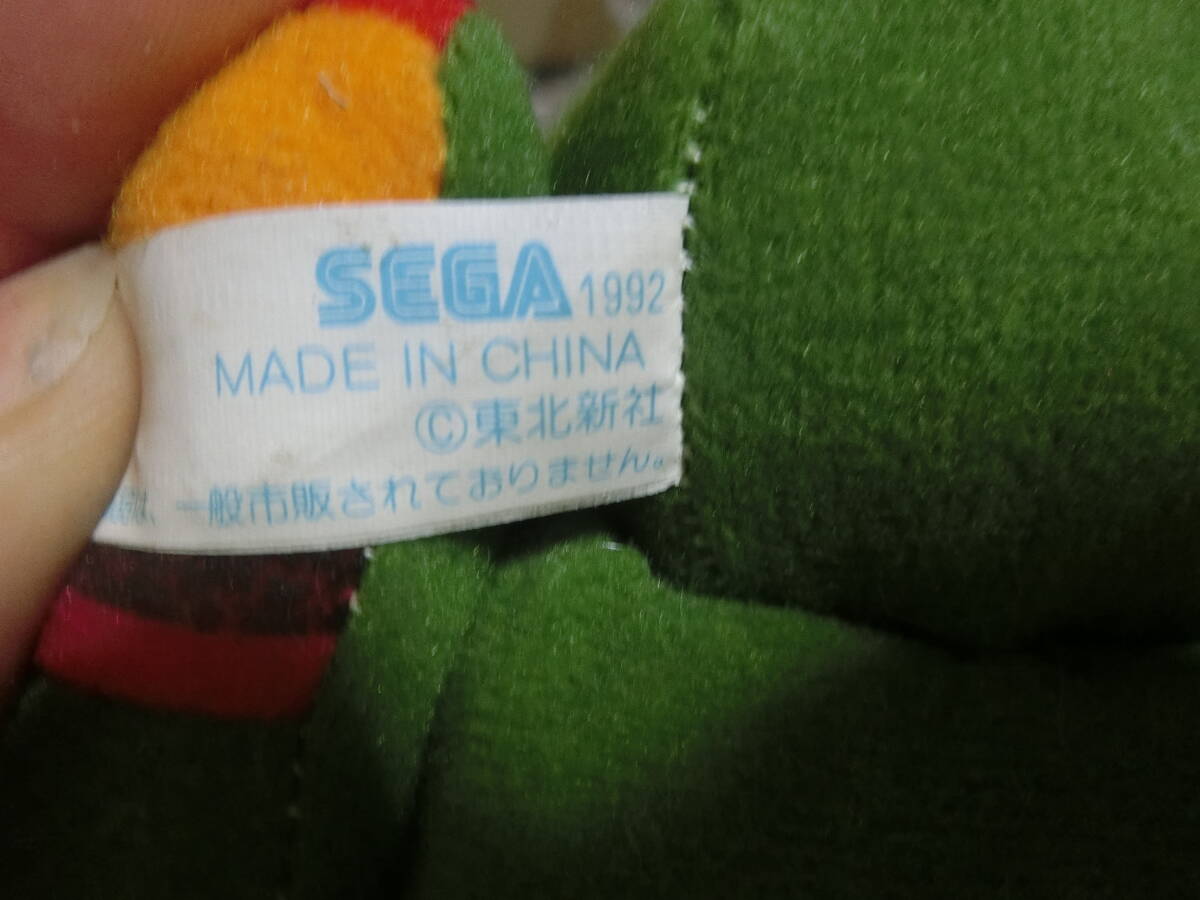 SEGA 1992
MADE IN CHINA
©東北新社
は、一般市販されておりません。